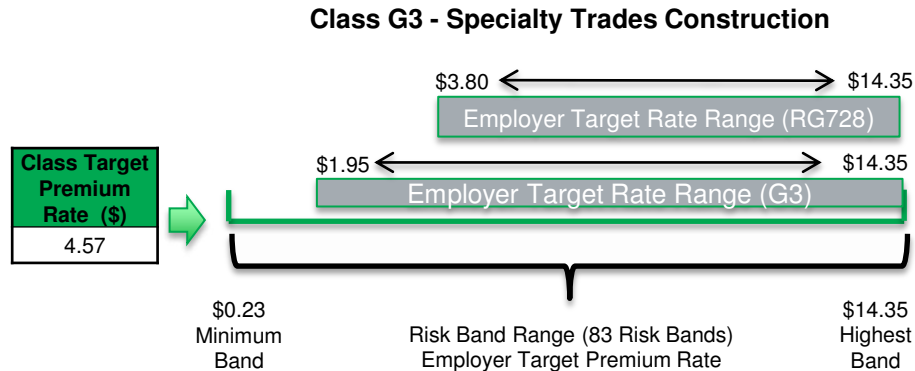 Class G3 - Specialty Trades Construction
$3.80
$14.35
Employer Target Rate Range (RG728)
$1.95
$14.35
Employer Target Rate Range (G3)
Class Target
Premium
Rate ($)
4.57
$0.23
Minimum
Band
Risk Band Range (83 Risk Bands)
Employer Target Premium Rate
$14.35
Highest
Band